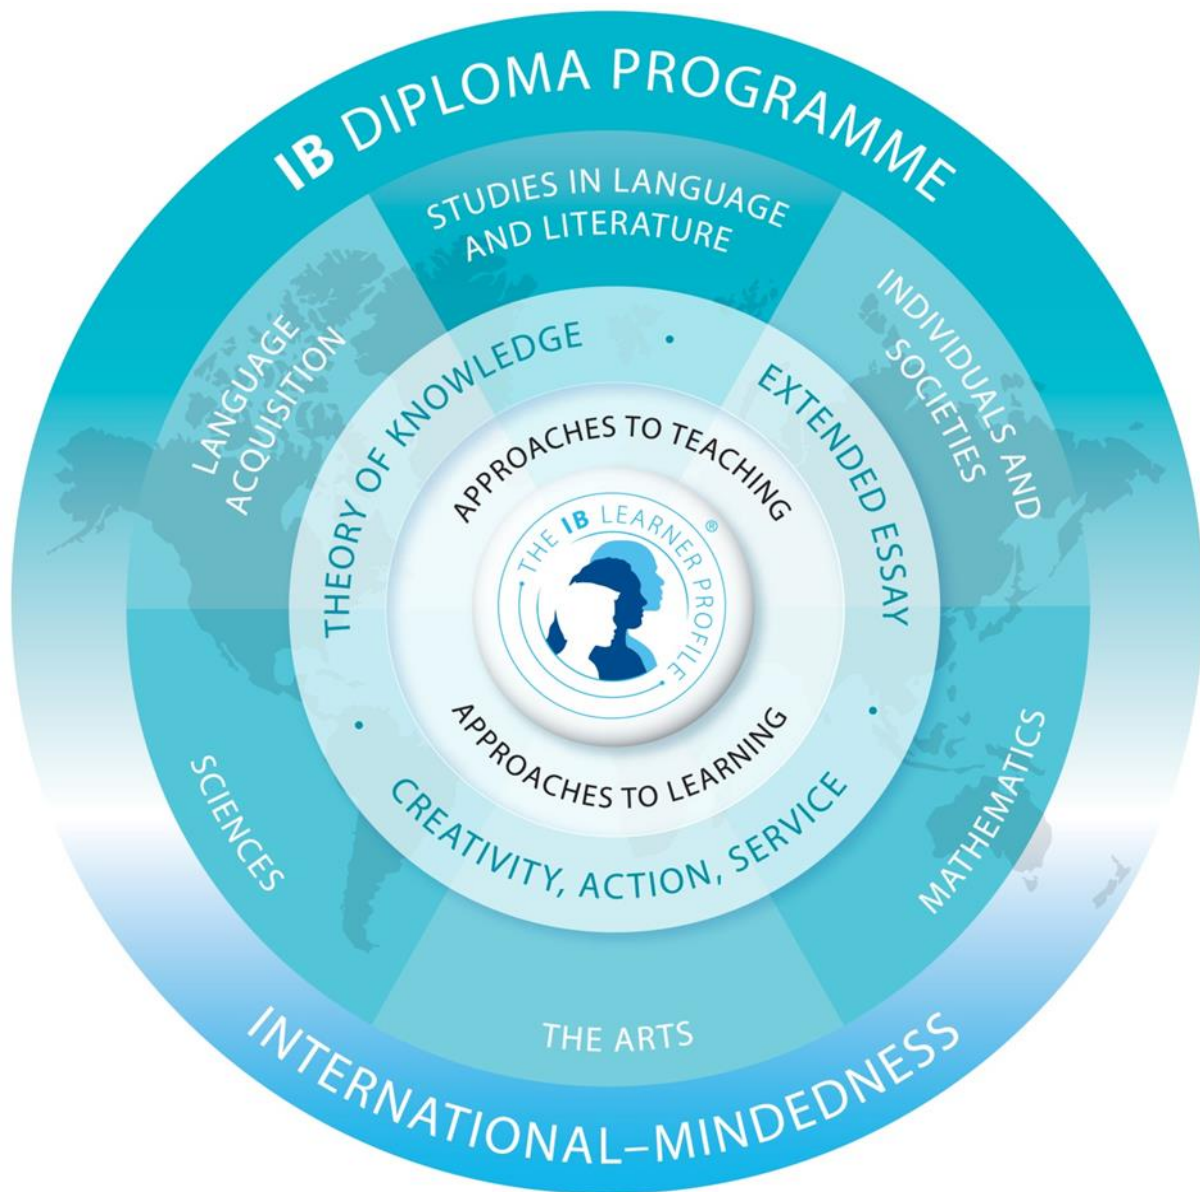 IB DIPLOMA PROGRAMME
STUDIES IN LANGUAGE
AND LITERATURE
LANGUAGE
ACQUISITION
INDIVIDUALS AND
SOCIETIES
THEORY OF KNOWLEDGE
•
EXTENDED ESSAY
APPROACHES TO TEACHING
THE IB LEARNER PROFILE
®
APPROACHES TO LEARNING
•
•
CREATIVITY, ACTION, SERVICE
SCIENCES
MATHEMATICS
THE ARTS
INTERNATIONAL–MINDEDNESS